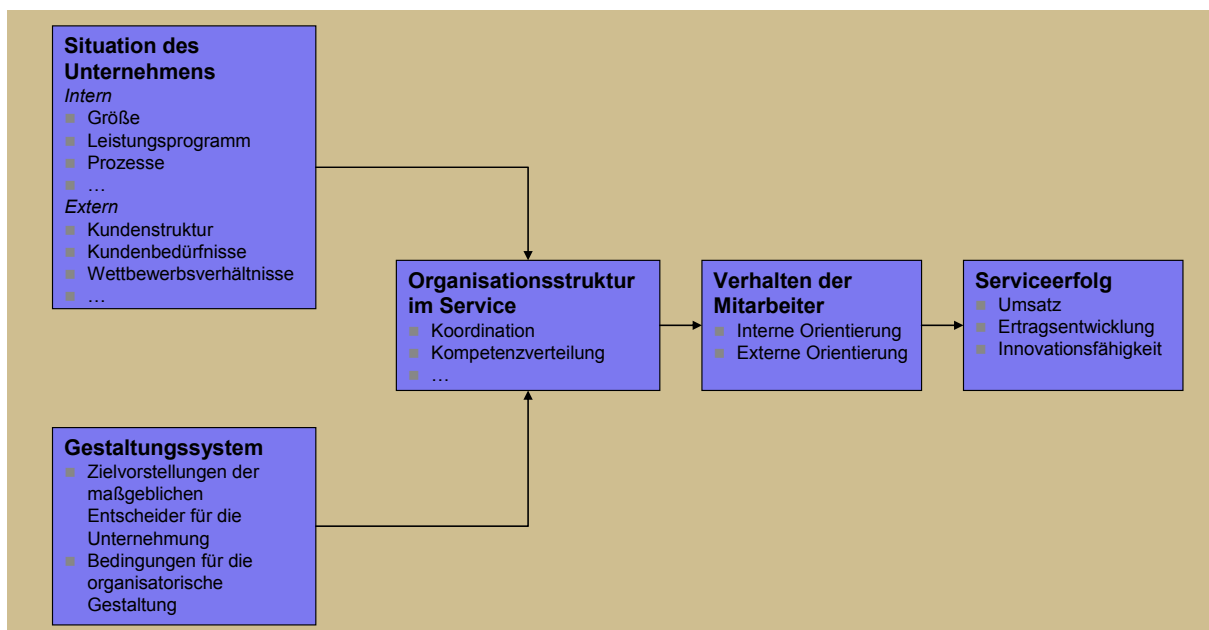 Situation des
Unternehmens
Intern
Größe
Leistungsprogramm
Prozesse
…
Extern
Kundenstruktur
Kundenbedürfnisse
Wettbewerbsverhältnisse
…
Organisationsstruktur
im Service
Koordination
Kompetenzverteilung
…
Verhalten der
Mitarbeiter
Interne Orientierung
Externe Orientierung
Serviceerfolg
Umsatz
Ertragsentwicklung
Innovationsfähigkeit
Gestaltungssystem
Zielvorstellungen der
maßgeblichen
Entscheider für die
Unternehmung
Bedingungen für die
organisatorische
Gestaltung